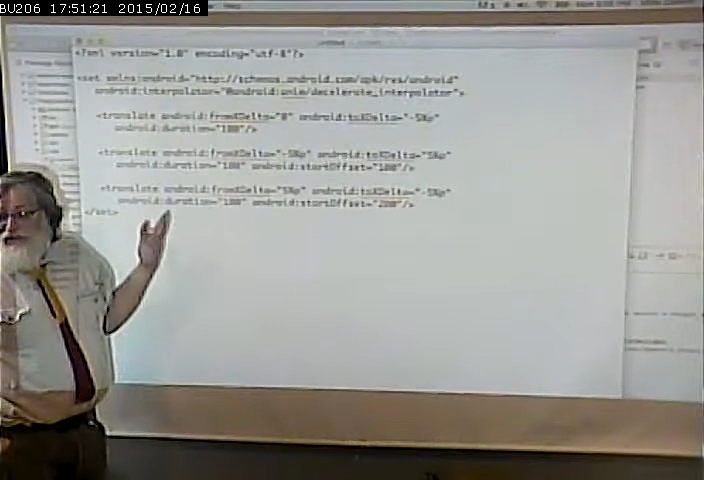 BU206 17:51:21 2015/02/16
<?xml version="1.0" encoding="utf-8"?>
<set xmlns:android="http://schemas.android.com/apk/res/android"
android:interpolator="@android:anim/decelerate_interpolator">
<translate android:fromXDelta="0" android:toXDelta="-5%p"
android:duration="100"/>
<translate android:fromXDelta="-5%p" android:toXDelta="5%p"
android:duration="100" android:startOffset="100"/>
<translate android:fromXDelta="5%p" android:toXDelta="-5%p"
android:duration="100" android:startOffset="200"/>
</set>